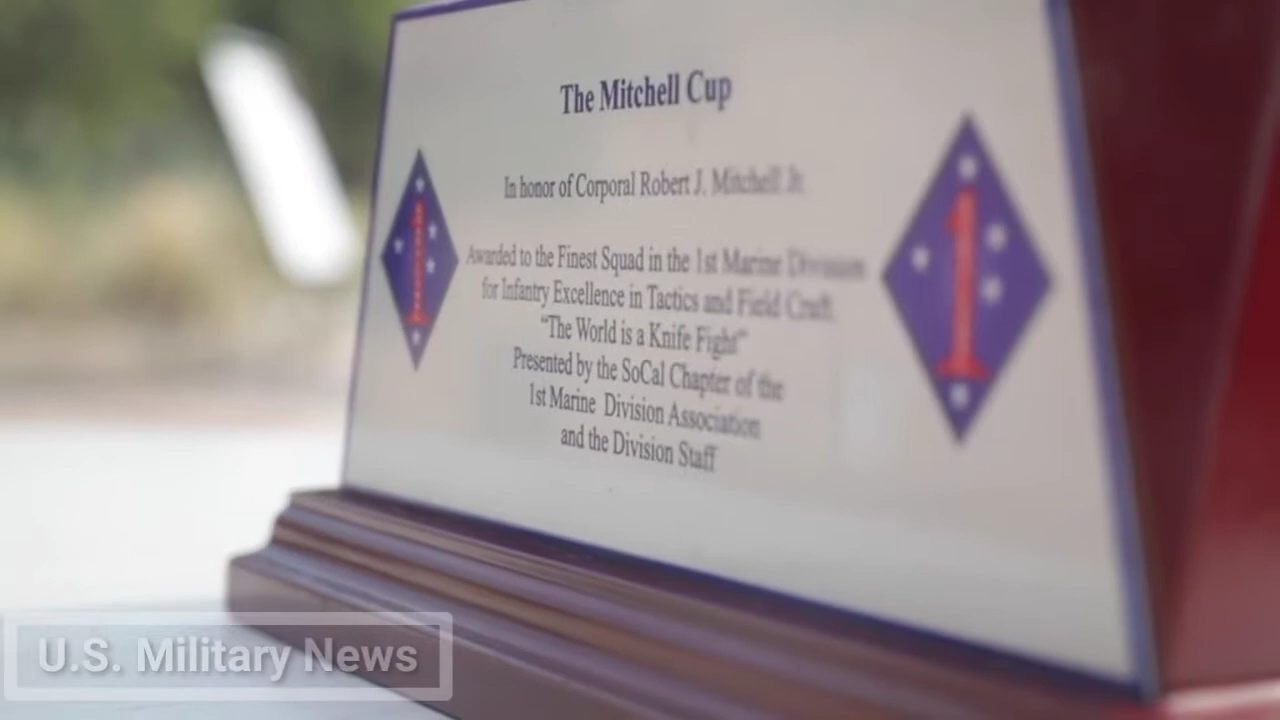 The Mitchell Cup
In honor of Corporal Robert J. Mitchell Jr.
Awarded to the Finest Squad in the 1st Marine Division
for Infantry Excellence in Tactics and Field Craft.
“The World is a Knife Fight”
Presented by the SoCal Chapter of the
1st Marine Division Association
and the Division Staff
1
1
U.S. Military News